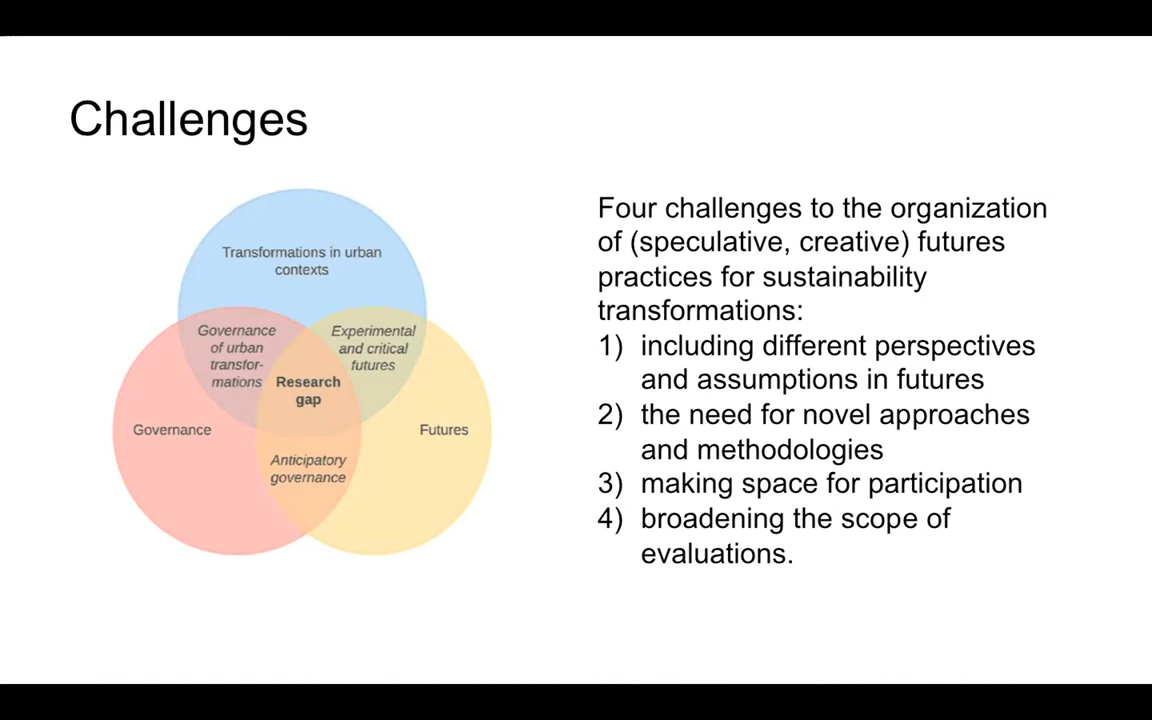 Challenges
Transformations in urban
contexts
Governance
of urban
transfor-
mations
Experimental
and critical
futures
Research
gap
Governance
Futures
Anticipatory
governance
Four challenges to the organization
of (speculative, creative) futures
practices for sustainability
transformations:
1) including different perspectives
and assumptions in futures
2) the need for novel approaches
and methodologies
3) making space for participation
4) broadening the scope of
evaluations.